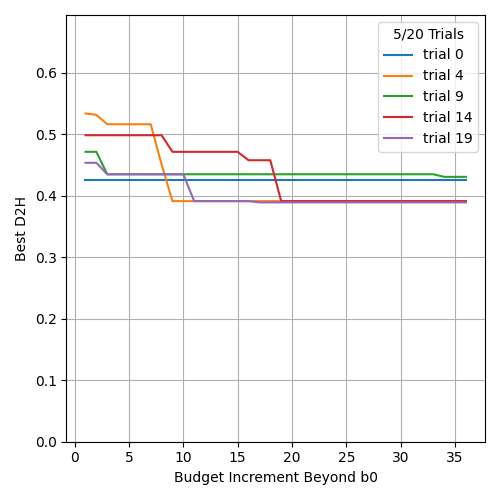 5/20 Trials
trial 0
trial 4
trial 9
trial 14
trial 19
Best D2H
0.6
0.5
0.4
0.3
0.2
0.1
0.0
0 5 10 15 20 25 30 35
Budget Increment Beyond b0